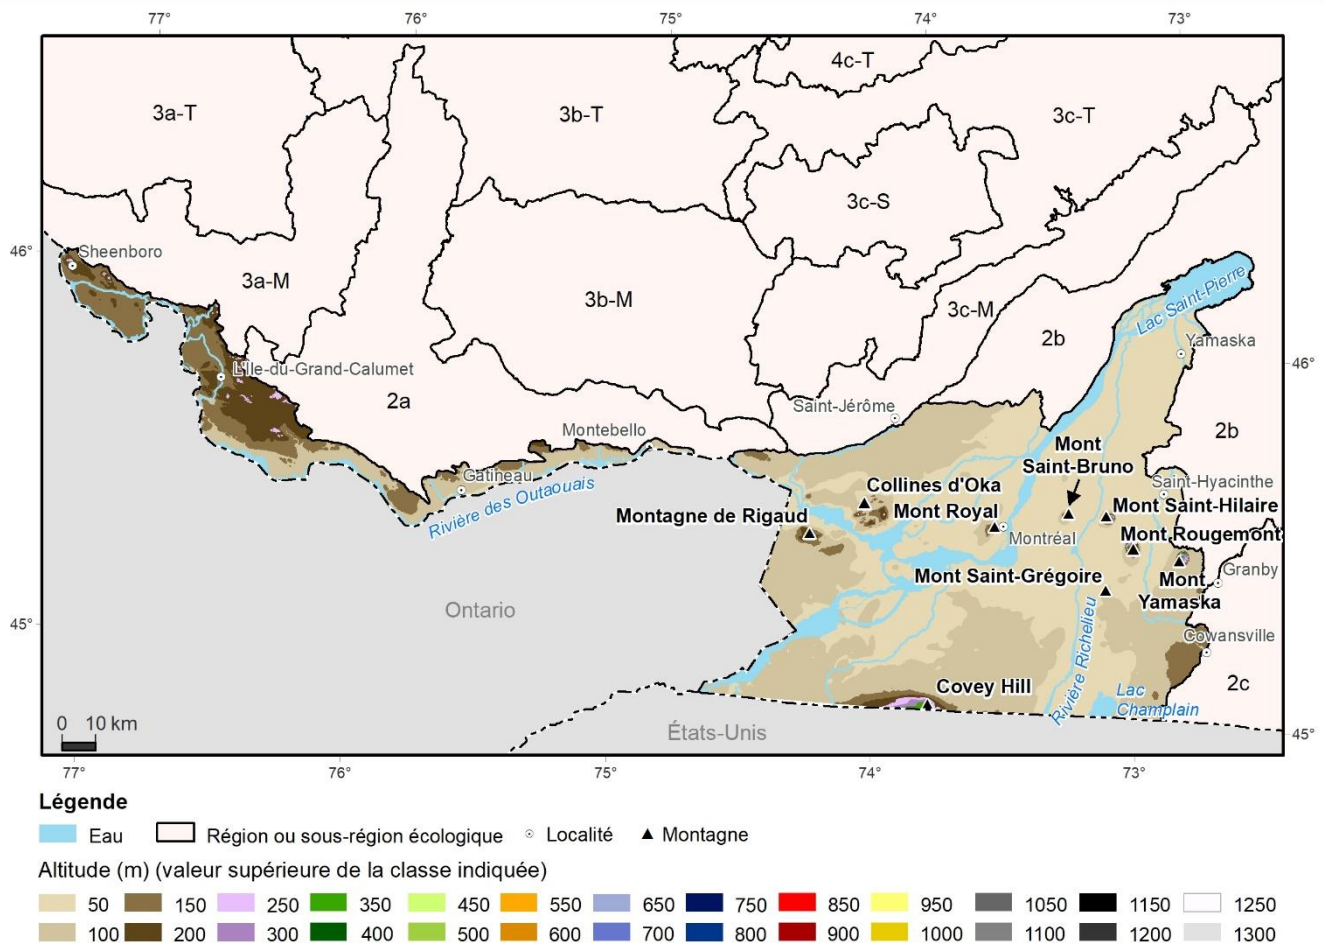 77°
76°
75°
74°
73°
4c-T
3a-T
3b-T
3c-T
3c-S
46°
Sheenboro
3a-M
3b-M
3c-M
Lac Saint-Pierre
2b
Yamaska
46°
L'Ile-du-Grand-Calumet
2a
Saint-Jérôme
Montebello
Mont
Saint-Bruno
2b
Gatineau
Rivière des Outaouais
Collines d'Oka
Saint-Hyacinthe
Montagne de Rigaud
Mont Royal
Mont Saint-Hilaire
Montréal
Mont Rougemont
Mont Saint-Grégoire
Granby
Mont
Yamaska
Ontario
45°
Rivière Richelieu
Cowansville
Covey Hill
Lac
Champlain
2c
0 10 km
États-Unis
45°
77°
76°
75°
74°
73°
Légende
Eau
Région ou sous-région écologique
Localité
Montagne
Altitude (m) (valeur supérieure de la classe indiquée)
50 150 250 350 450 550 650 750 850 950 1050 1150 1250
100 200 300 400 500 600 700 800 900 1000 1100 1200 1300